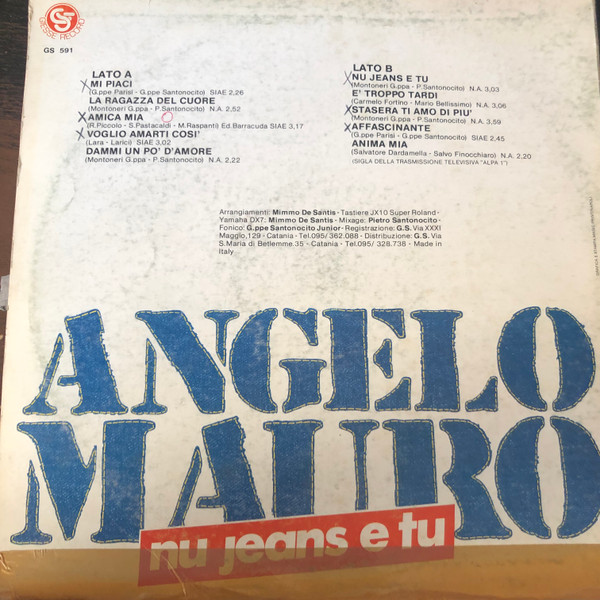 GS
GIESSE RECORD
GS 591
LATO A
MI PIACI
(G.ppe Parisi - G.ppe Santonocito) SIAE 2,26
LA RAGAZZA DEL CUORE
(Montoneri G.ppa - P. Santonocito) N.A. 2,52
AMICA MIA
(R.Piccolo - S.Pastacaldi - M.Raspanti) Ed.Barracuda SIAE 3,17
VOGLIO AMARTI COSI'
(Lara - Larici) SIAE 3,02
DAMMI UN PO' D'AMORE
(Montoneri G.ppa - P. Santonocito) N.A. 2,22
LATO B
NU JEANS E TU
(Montoneri G.ppa - P. Santonocito) N.A. 3,03
E' TROPPO TARDI
(Carmelo Fortino - Mario Bellissimo) N.A. 3,06
STASERA TI AMO DI PIU'
(Montoneri G.ppa - P. Santonocito) N.A. 3,59
AFFASCINANTE
(G.ppe Parisi - G.ppe Santonocito) SIAE 2,45
ANIMA MIA
(Salvatore Dardamella - Salvo Finocchiaro) N.A. 2,20
(SIGLA DELLA TRASMISSIONE TELEVISIVA "ALPA 1")
Arrangiamenti: Mimmo De Santis - Tastiere JX10 Super Roland -
Yamaha DX7: Mimmo De Santis - Mixage: Pietro Santonocito -
Fonico: G.ppe Santonocito Junior - Registrazione: G.S. Via XXXI
Maggio,129 - Catania - Tel.095/ 362.088 - Distribuzione: G.S. Via
S.Maria di Betlemme.35 - Catania - Tel.095/ 328.738 - Made in
Italy
ANGELO
MAURO
nu jeans e tu